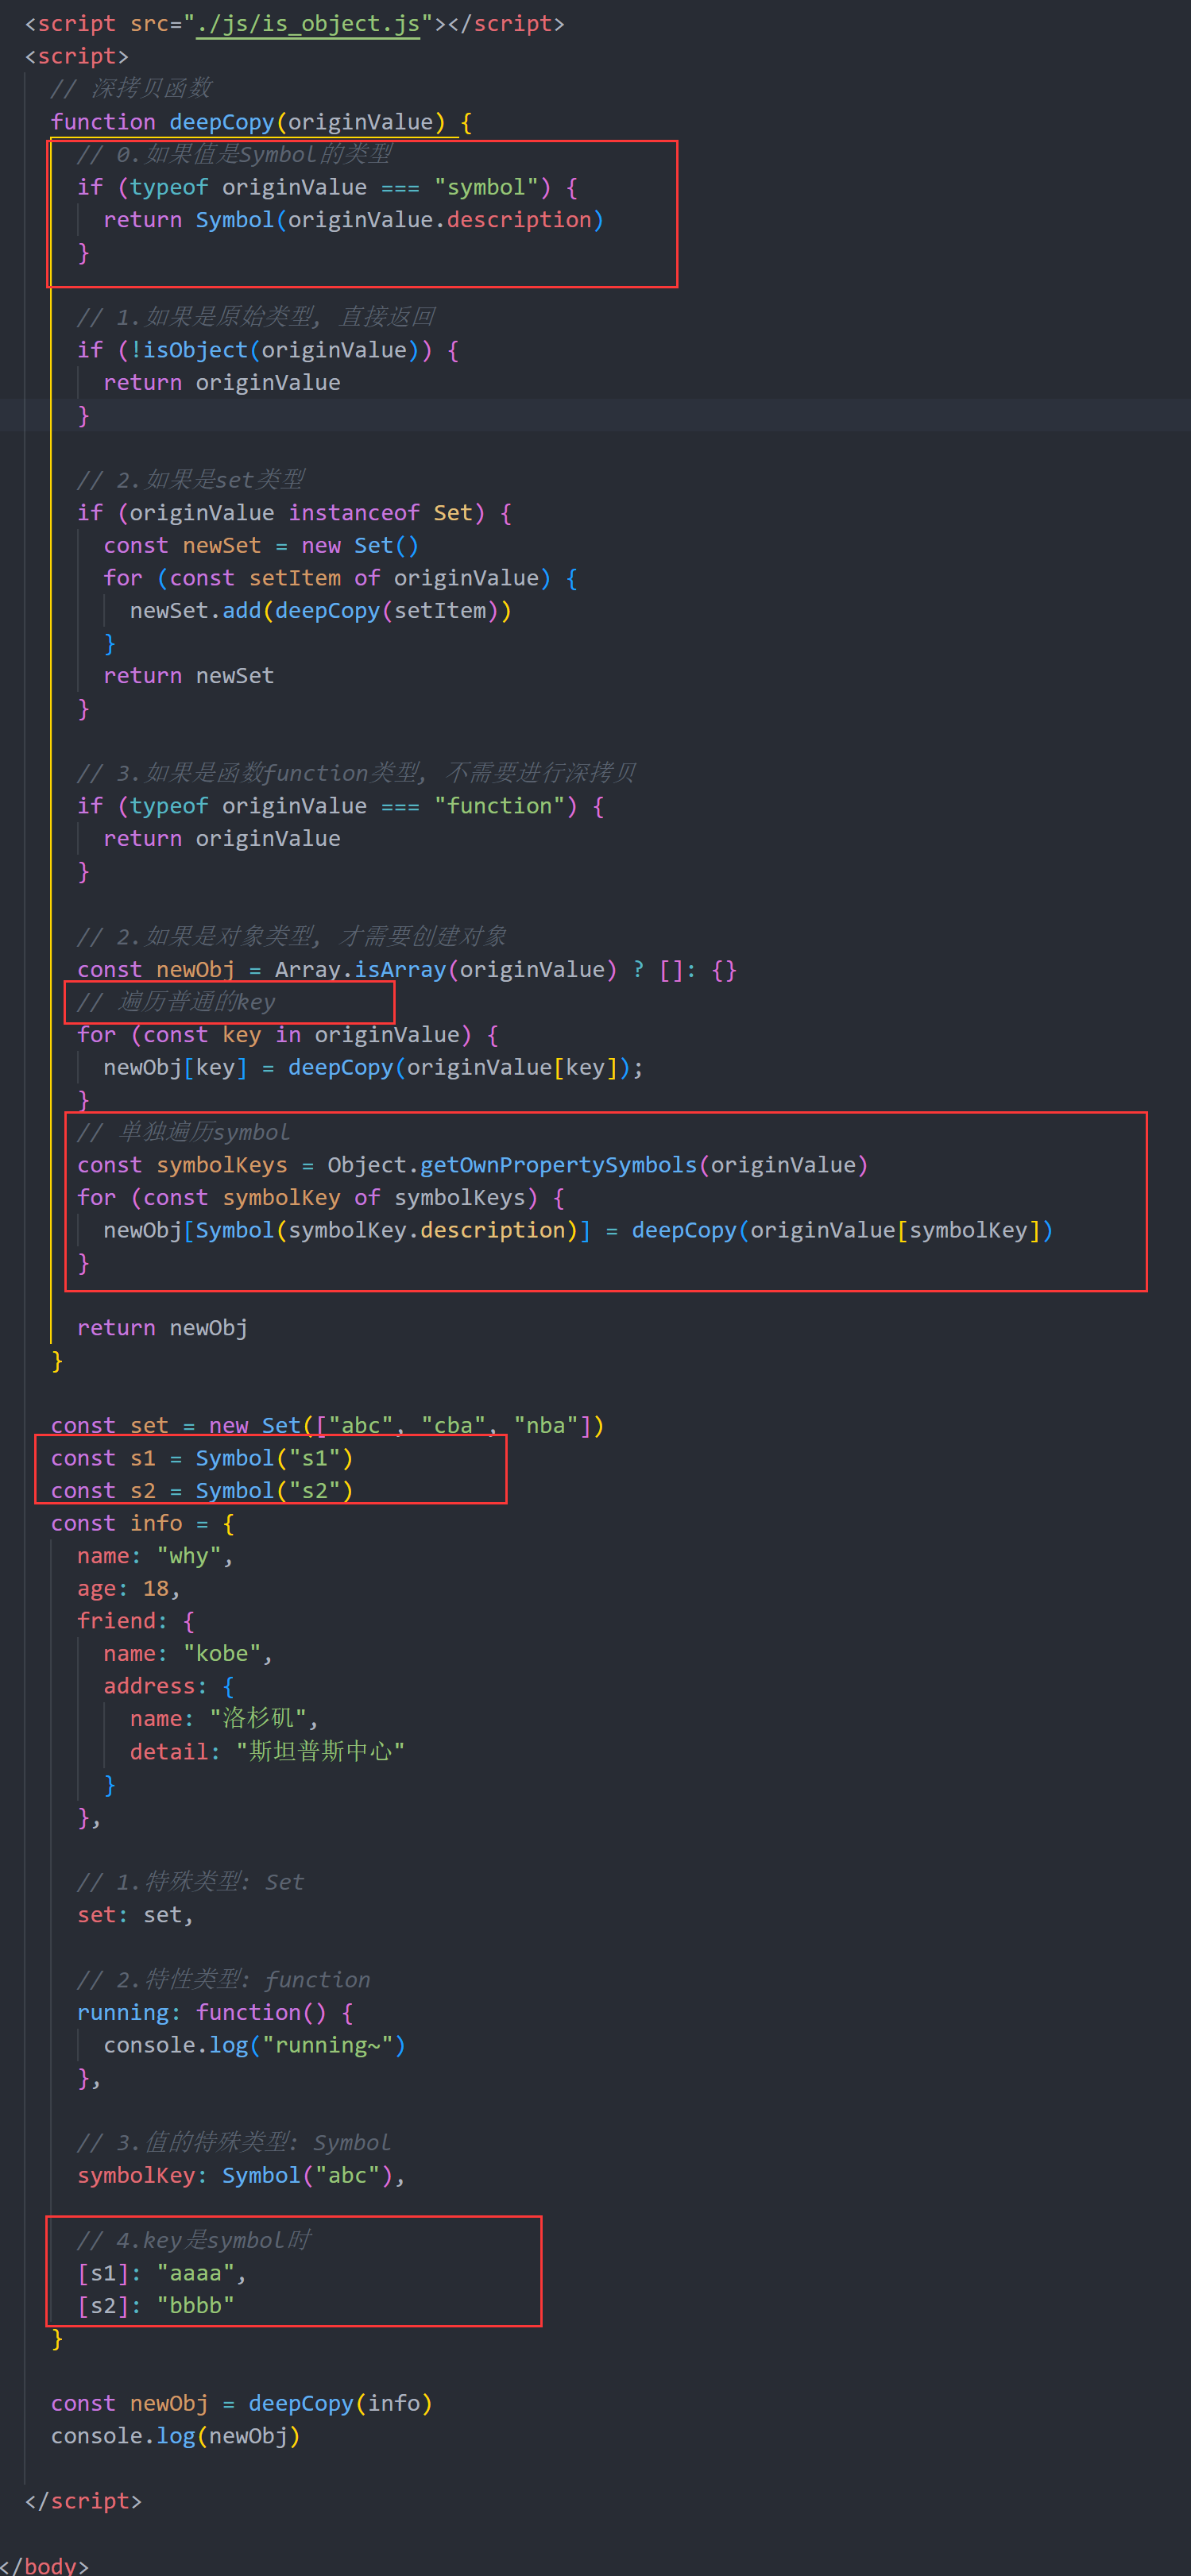 <script src="./js/is_object.js"></script>
<script>
// 深拷贝函数
function deepCopy(originValue) {
// 0.如果值是Symbol的类型
if (typeof originValue === "symbol") {
return Symbol(originValue.description)
}
// 1.如果是原始类型, 直接返回
if (!isObject(originValue)) {
return originValue
}
// 2.如果是set类型
if (originValue instanceof Set) {
const newSet = new Set()
for (const setItem of originValue) {
newSet.add(deepCopy(setItem))
}
return newSet
}
// 3.如果是函数function类型, 不需要进行深拷贝
if (typeof originValue === "function") {
return originValue
}
// 2.如果是对象类型, 才需要创建对象
const newObj = Array.isArray(originValue) ? []: {}
// 遍历普通的key
for (const key in originValue) {
newObj[key] = deepCopy(originValue[key]);
}
// 单独遍历symbol
const symbolKeys = Object.getOwnPropertySymbols(originValue)
for (const symbolKey of symbolKeys) {
newObj[Symbol(symbolKey.description)] = deepCopy(originValue[symbolKey])
}
return newObj
}
const set = new Set(["abc", "cba", "nba"])
const s1 = Symbol("s1")
const s2 = Symbol("s2")
const info = {
name: "why",
age: 18,
friend: {
name: "kobe",
address: {
name: "洛杉矶",
detail: "斯坦普斯中心"
}
},
// 1.特殊类型: Set
set: set,
// 2.特性类型: function
running: function() {
console.log("running~")
},
// 3.值的特殊类型: Symbol
symbolKey: Symbol("abc"),
// 4.key是symbol时
[s1]: "aaaa",
[s2]: "bbbb"
}
const newObj = deepCopy(info)
console.log(newObj)
</script>
</body>